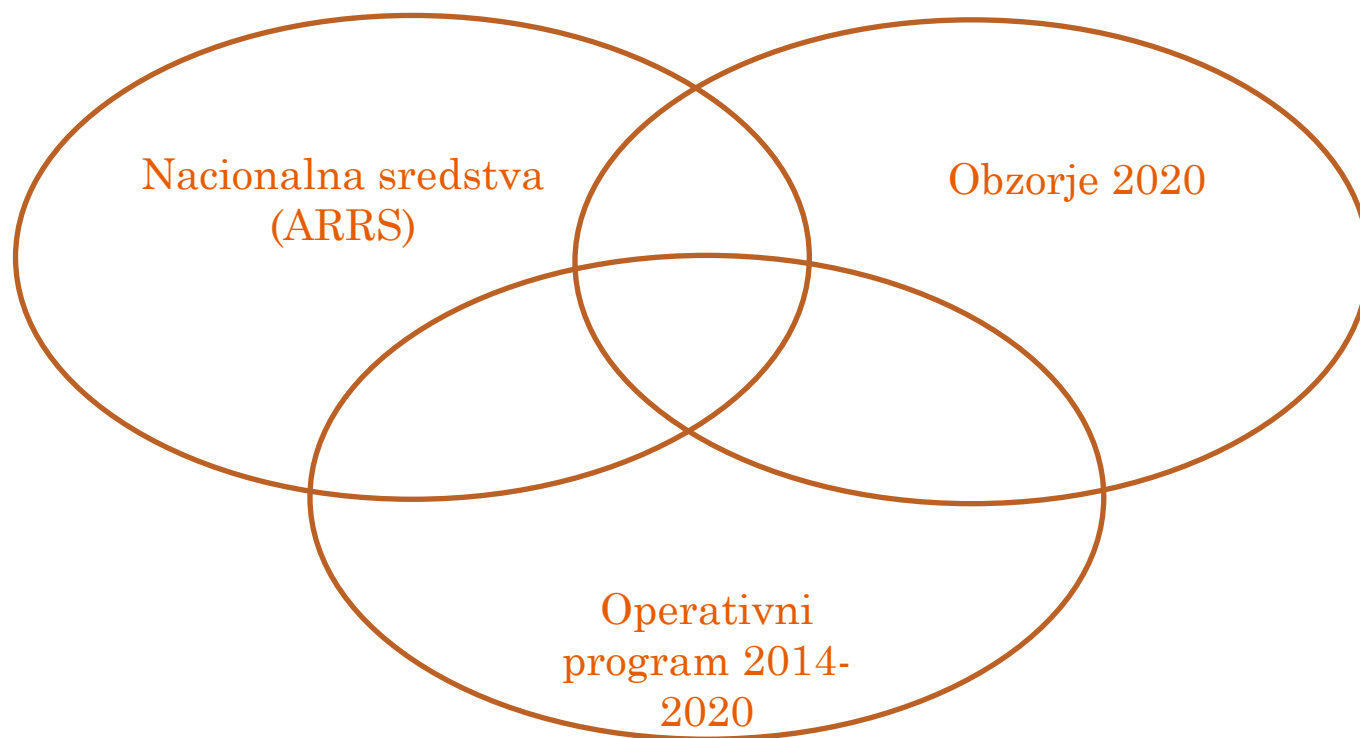 Nacionalna sredstva
(ARRS)
Obzorje 2020
Operativni
program 2014-
2020